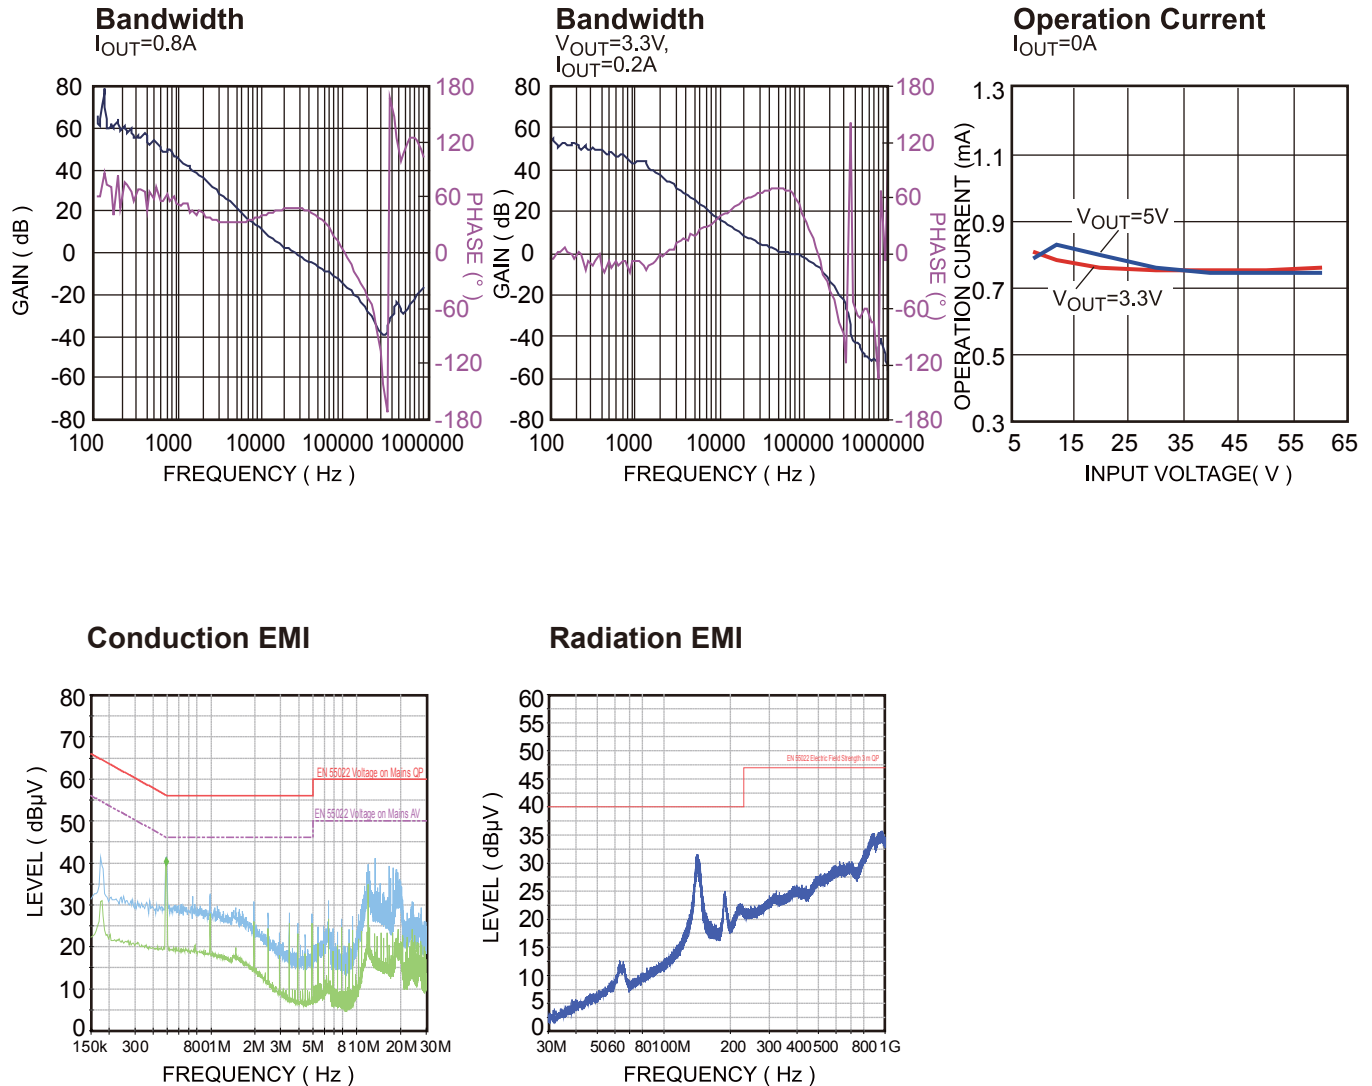 Bandwidth
IOUT=0.8A
80
60
40
20
0
-20
-40
-60
-80
180
120
60
0
-60
-120
-180
100 1000 10000 100000 1000000
GAIN ( dB )
PHASE ( ° )
FREQUENCY ( Hz )
Bandwidth
VOUT=3.3V,
IOUT=0.2A
80
60
40
20
0
-20
-40
-60
-80
180
120
60
0
-60
-120
-180
100 1000 10000 100000 1000000
GAIN ( dB )
PHASE ( ° )
FREQUENCY ( Hz )
Operation Current
IOUT=0A
1.3
1.1
0.9
0.7
0.5
0.3
VOUT=5V
VOUT=3.3V
5 15 25 35 45 55 65
OPERATION CURRENT (mA)
INPUT VOLTAGE( V )
Conduction EMI
80
70
60
50
40
30
20
10
0
EN 55022 Voltage on Mains QP
EN 55022 Voltage on Mains AV
150k 300 800 1M 2M 3M 5M 8 10M 20M 30M
LEVEL ( dBµV )
FREQUENCY ( Hz )
Radiation EMI
60
55
50
45
40
35
30
25
20
15
10
5
0
EN 55022 Electric Field Strength 3 m QP
30M 50 60 80 100M 200 300 400 500 800 1G
LEVEL ( dBµV )
FREQUENCY ( Hz )